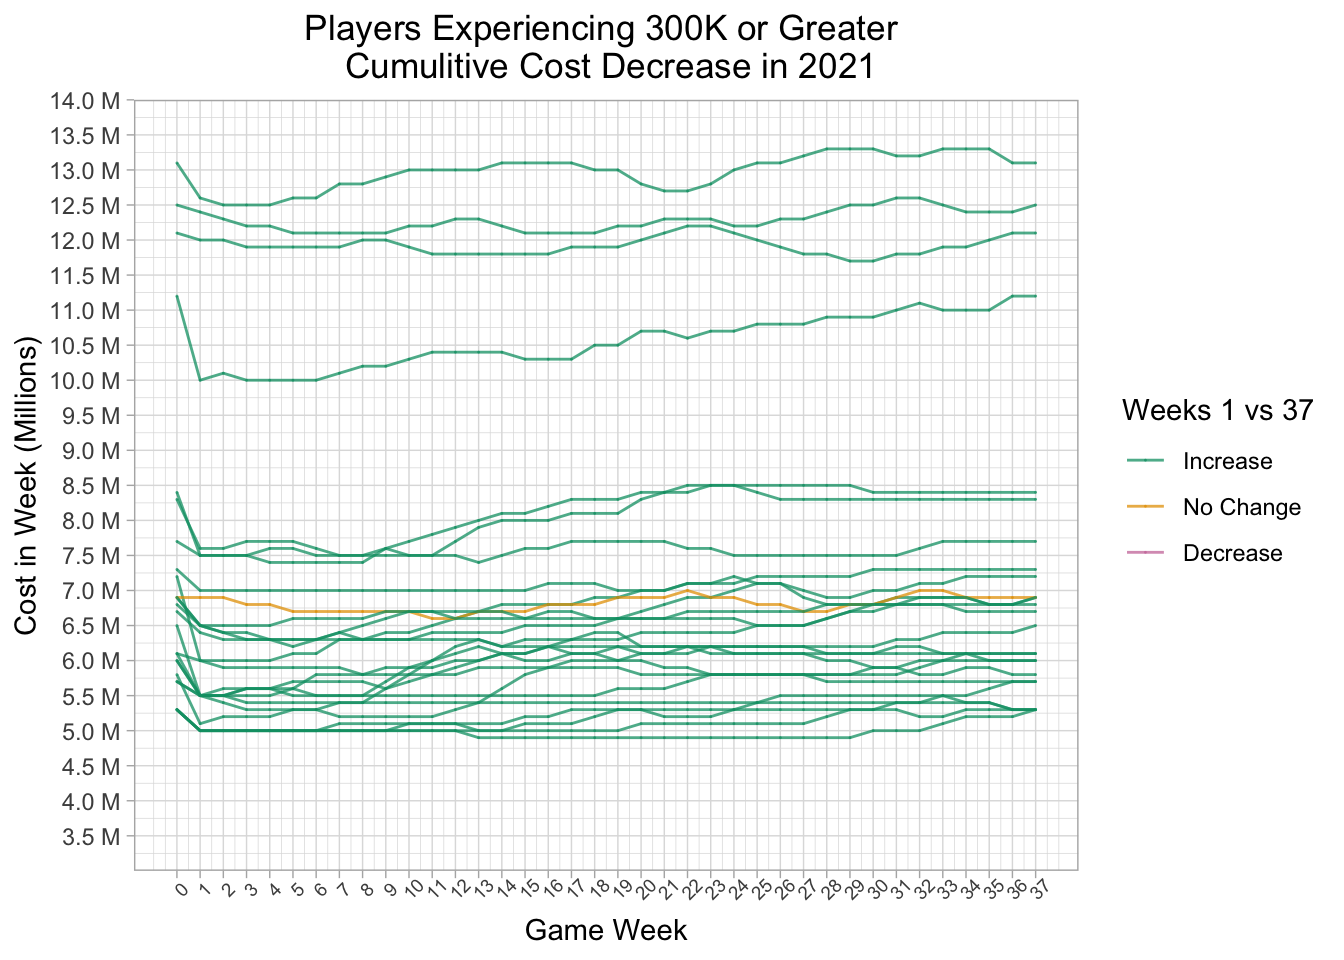 Players Experiencing 300K or Greater
Cumulitive Cost Decrease in 2021
14.0 M
13.5 M
13.0 M
12.5 M
12.0 M
11.5 M
11.0 M
10.5 M
10.0 M
9.5 M
9.0 M
8.5 M
8.0 M
7.5 M
7.0 M
6.5 M
6.0 M
5.5 M
5.0 M
4.5 M
4.0 M
3.5 M
Cost in Week (Millions)
0 1 2 3 4 5 6 7 8 9 10 11 12 13 14 15 16 17 18 19 20 21 22 23 24 25 26 27 28 29 30 31 32 33 34 35 36 37
Game Week
Weeks 1 vs 37
Increase
No Change
Decrease